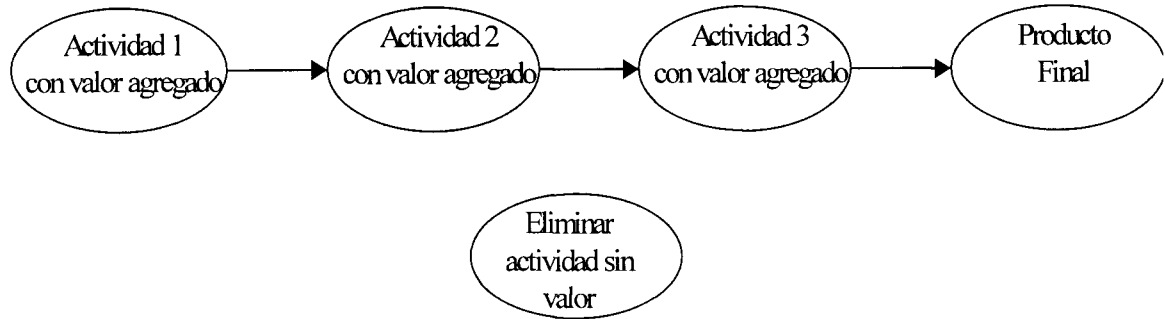 Actividad 1
con valor agregado
Actividad 2
con valor agregado
Actividad 3
con valor agregado
Producto
Final
Eliminar
actividad sin
valor